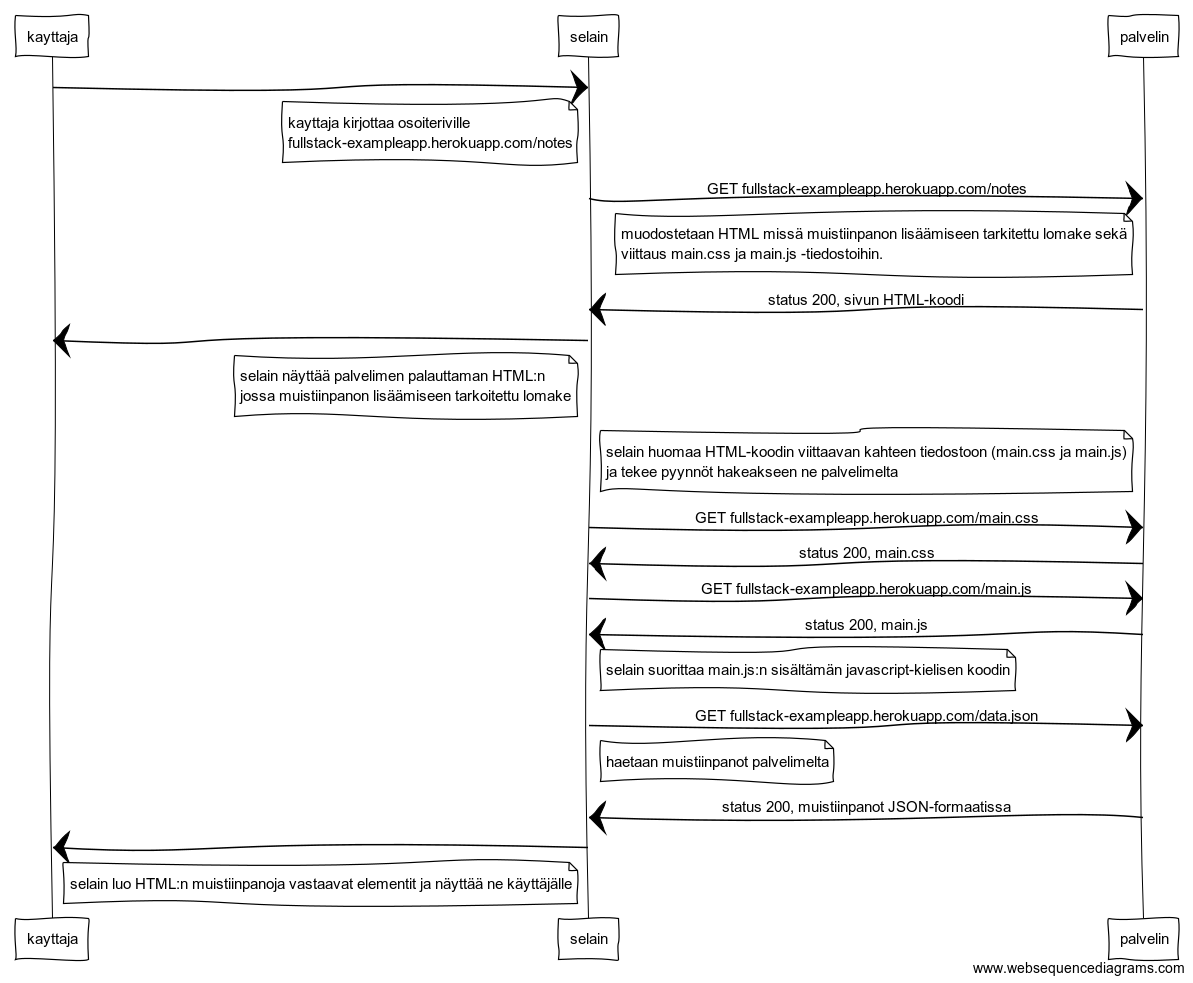 kayttaja
selain
palvelin
kayttaja kirjottaa osoiteriville
fullstack-exampleapp.herokuapp.com/notes
GET fullstack-exampleapp.herokuapp.com/notes
muodostetaan HTML missä muistiinpanon lisäämiseen tarkitettu lomake sekä
viittaus main.css ja main.js -tiedostoihin.
status 200, sivun HTML-koodi
selain näyttää palvelimen palauttaman HTML:n
jossa muistiinpanon lisäämiseen tarkoitettu lomake
selain huomaa HTML-koodin viittaavan kahteen tiedostoon (main.css ja main.js)
ja tekee pyynnöt hakeakseen ne palvelimelta
GET fullstack-exampleapp.herokuapp.com/main.css
status 200, main.css
GET fullstack-exampleapp.herokuapp.com/main.js
status 200, main.js
selain suorittaa main.js:n sisältämän javascript-kielisen koodin
GET fullstack-exampleapp.herokuapp.com/data.json
haetaan muistiinpanot palvelimelta
status 200, muistiinpanot JSON-formaatissa
selain luo HTML:n muistiinpanoja vastaavat elementit ja näyttää ne käyttäjälle
kayttaja
selain
palvelin
www.websequencediagrams.com